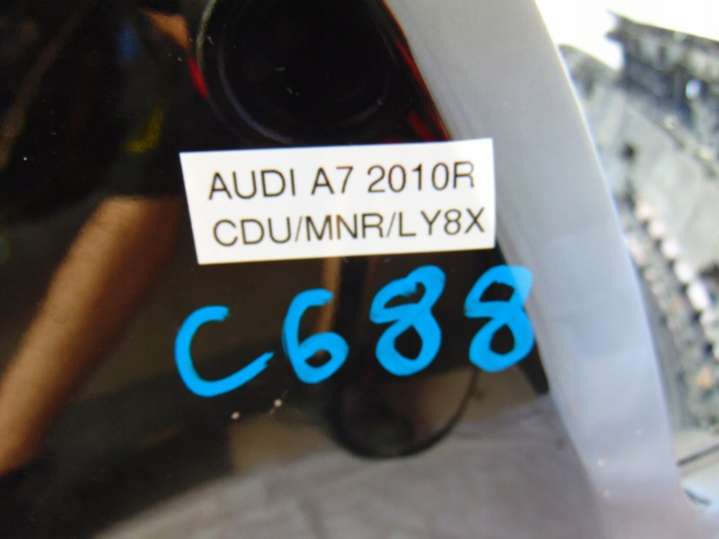 AUDI A7 2010R
CDU/MNR/LY8X
C688